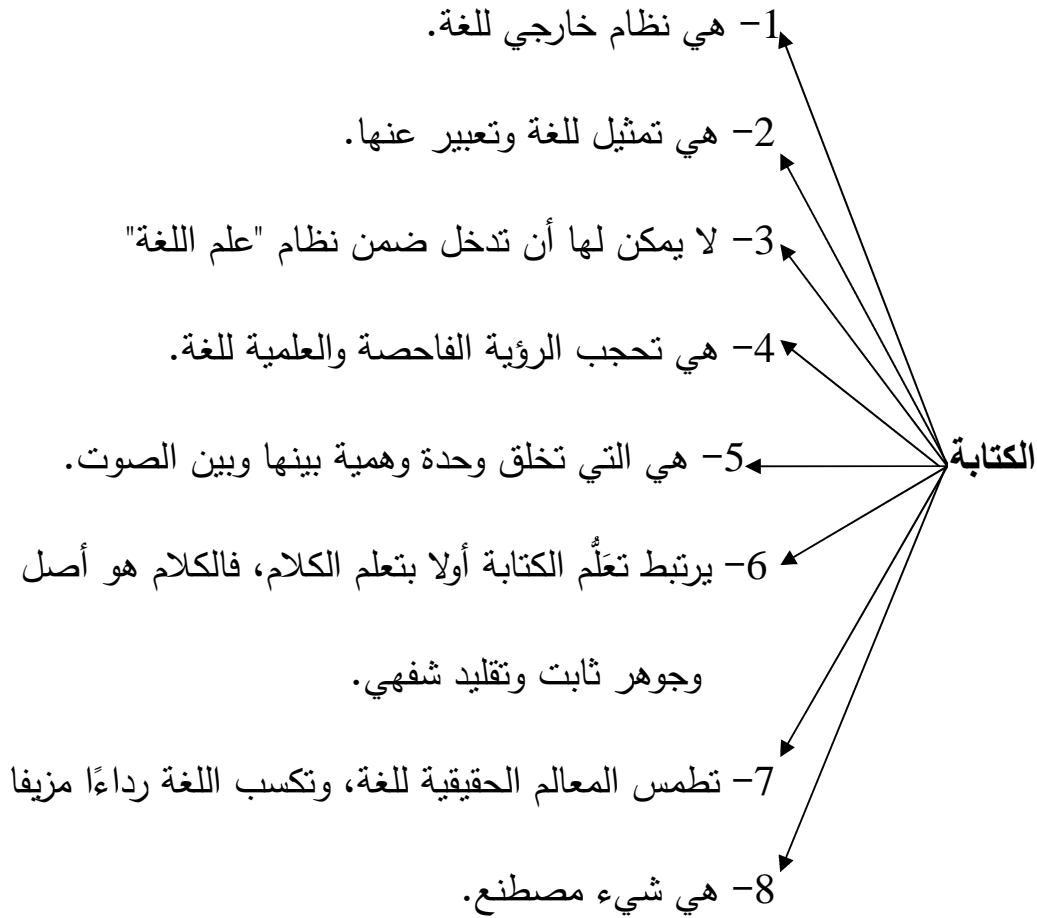 1- هي نظام خارجي للغة.
2- هي تمثيل للغة وتعبير عنها.
3- لا يمكن لها أن تدخل ضمن نظام "علم اللغة"
4- هي تحجب الرؤية الفاحصة والعلمية للغة.
الكتابة
5- هي التي تخلق وحدة وهمية بينها وبين الصوت.
6- يرتبط تعَلُّم الكتابة أولا بتعلم الكلام، فالكلام هو أصل
وجوهر ثابت وتقليد شفهي.
7- تطمس المعالم الحقيقية للغة، وتكسب اللغة رداءًا مزيفا
8- هي شيء مصطنع.